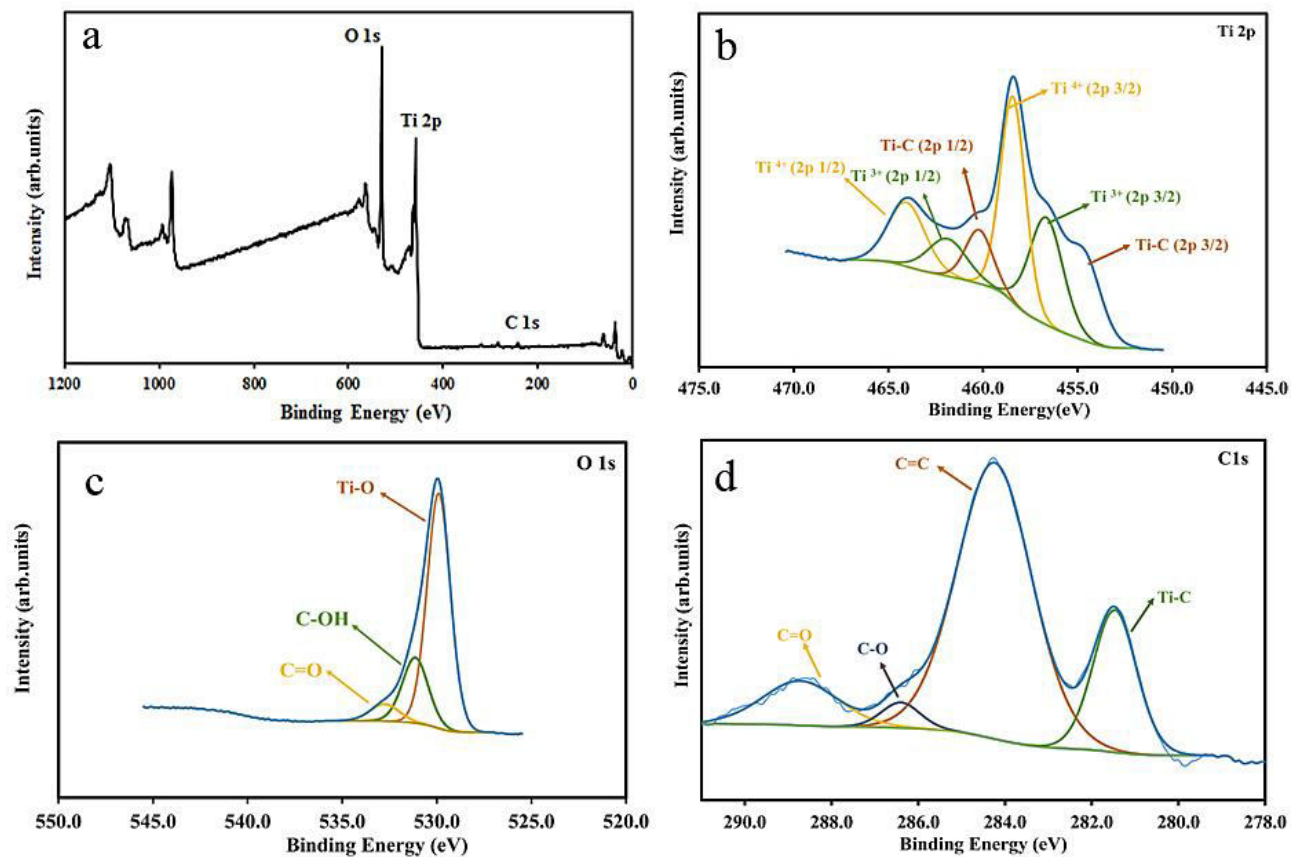 a
O 1s
Ti 2p
C 1s
Intensity (arb.units)
1200 1000 800 600 400 200 0
Binding Energy (eV)
b
Ti 2p
Ti 4+ (2p 3/2)
Ti-C (2p 1/2)
Ti 4+ (2p 1/2)
Ti 3+ (2p 1/2)
Ti 3+ (2p 3/2)
Ti-C (2p 3/2)
Intensity (arb.units)
475.0 470.0 465.0 460.0 455.0 450.0 445.0
Binding Energy(eV)
c
O 1s
Ti-O
C-OH
C=O
Intensity (arb.units)
550.0 545.0 540.0 535.0 530.0 525.0 520.0
Binding Energy (eV)
d
C1s
C=C
Ti-C
C=O
C-O
Intensity (arb.units)
290.0 288.0 286.0 284.0 282.0 280.0 278.0
Binding Energy (eV)